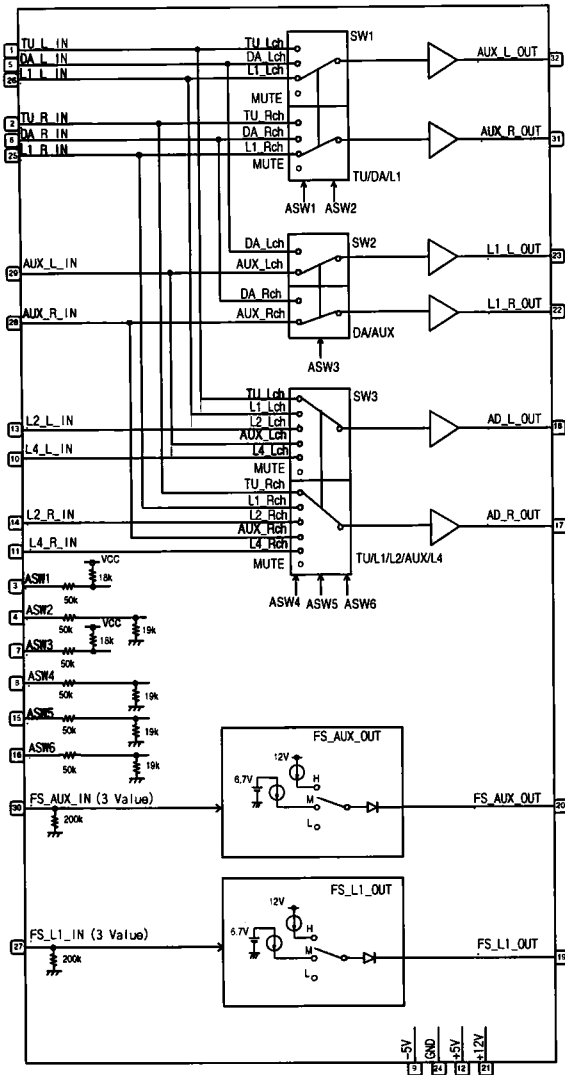 TU_L_IN TU_Lch SW1
1
DA_L_IN DA_Lch AUX_L_OUT
5 32
L1_L_IN L1_Lch
26
MUTE
TU_R_IN TU_Rch
2
DA_R_IN DA_Rch AUX_R_OUT
6 31
L1_R_IN L1_Rch
25
MUTE
TU/DA/L1
ASW1 ASW2
DA_Lch SW2 L1_L_OUT
AUX_L_IN AUX_Lch 23
29
DA_Rch L1_R_OUT
AUX_R_IN AUX_Rch 22
28
DA/AUX
ASW3
TU_Lch SW3
L1_Lch
L2_L_IN L2_Lch AD_L_OUT
13 18
AUX_Lch
L4_L_IN L4_Lch
10
MUTE
TU_Rch
L1_Rch
L2_R_IN L2_Rch AD_R_OUT
14 17
AUX_Rch
L4_R_IN L4_Rch
11
MUTE
TU/L1/L2/AUX/L4
VCC
ASW1 18k ASW4 ASW5 ASW6
3
50k
ASW2
4
50k VCC 19k
ASW3 18k
7
50k
ASW4
8
50k 19k
ASW5
15
50k 19k
ASW6
16
50k 19k
FS_AUX_OUT
12V
6.7V H
FS_AUX_IN (3 Value) M FS_AUX_OUT
30 20
200k L
FS_L1_OUT
12V
6.7V H
FS_L1_IN (3 Value) M FS_L1_OUT
27 19
200k L
-5V GND +5V +12V
9 24 12 21